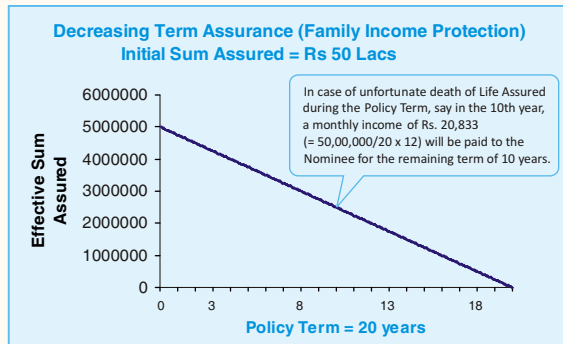 Decreasing Term Assurance (Family Income Protection)
Initial Sum Assured = Rs 50 Lacs
In case of unfortunate death of Life Assured
during the Policy Term, say in the 10th year,
a monthly income of Rs. 20,833
(= 50,00,000/20 x 12) will be paid to the
Nominee for the remaining term of 10 years.
6000000
5000000
4000000
3000000
2000000
1000000
0
Effective Sum
Assured
0 3 8 13 18
Policy Term = 20 years